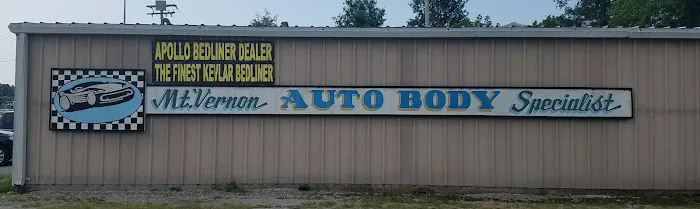 APOLLO BEDLINER DEALER
THE FINEST KEVLAR BEDLINER
Mt. Vernon AUTO BODY Specialist